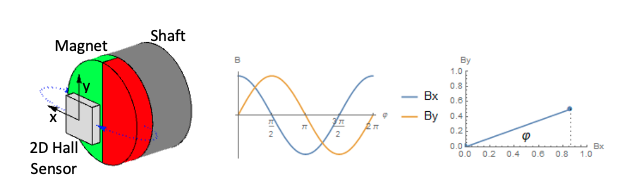 Magnet
Shaft
y
x
2D Hall
Sensor
B
π/2
π
3π/2
2π
φ
Bx
By
By
1.0
0.8
0.6
0.4
0.2
0.0
φ
0.0 0.2 0.4 0.6 0.8 1.0
Bx